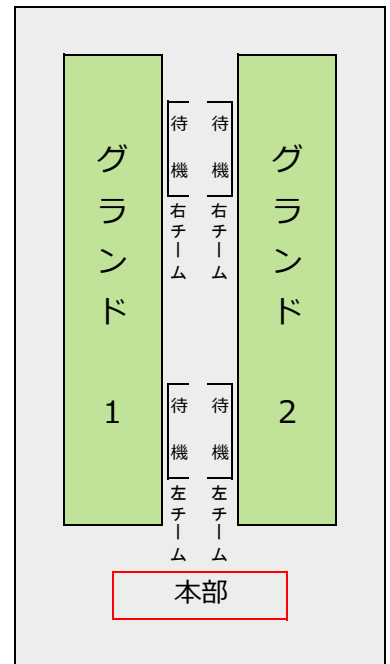 グランド 1
待機
右チーム
待機
右チーム
グランド 2
待機
左チーム
待機
左チーム
本部